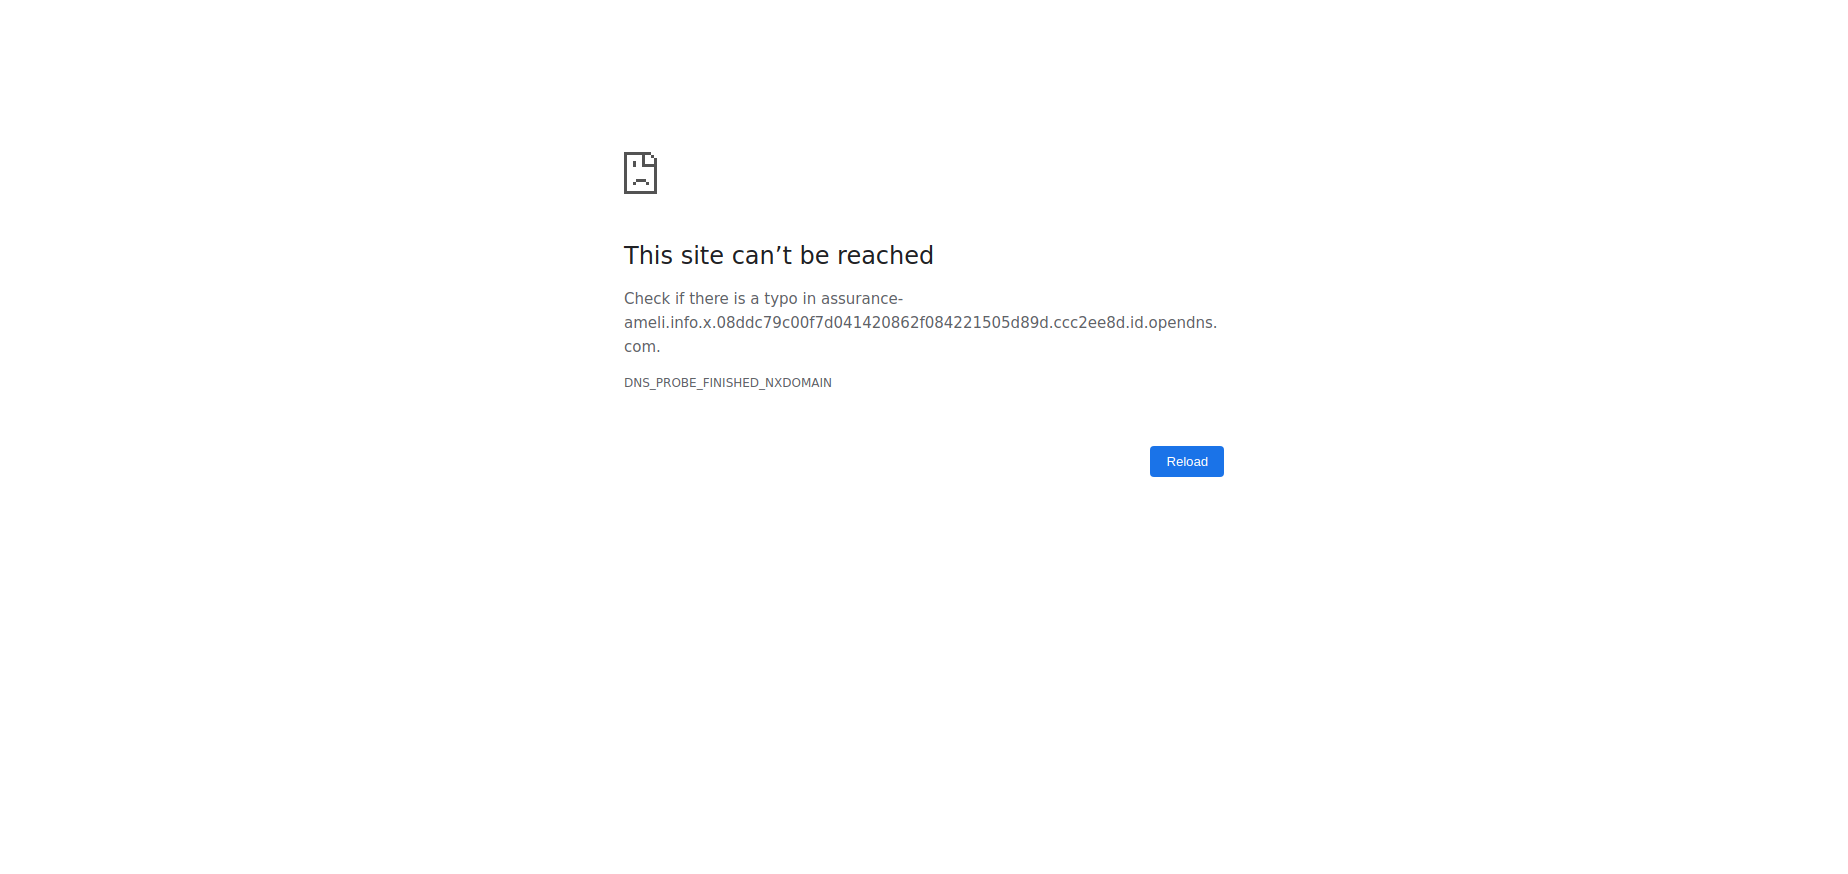 This site can’t be reached
Check if there is a typo in assurance-
ameli.info.x.08ddc79c00f7d041420862f084221505d89d.ccc2ee8d.id.opendns.
com.
DNS_PROBE_FINISHED_NXDOMAIN
Reload